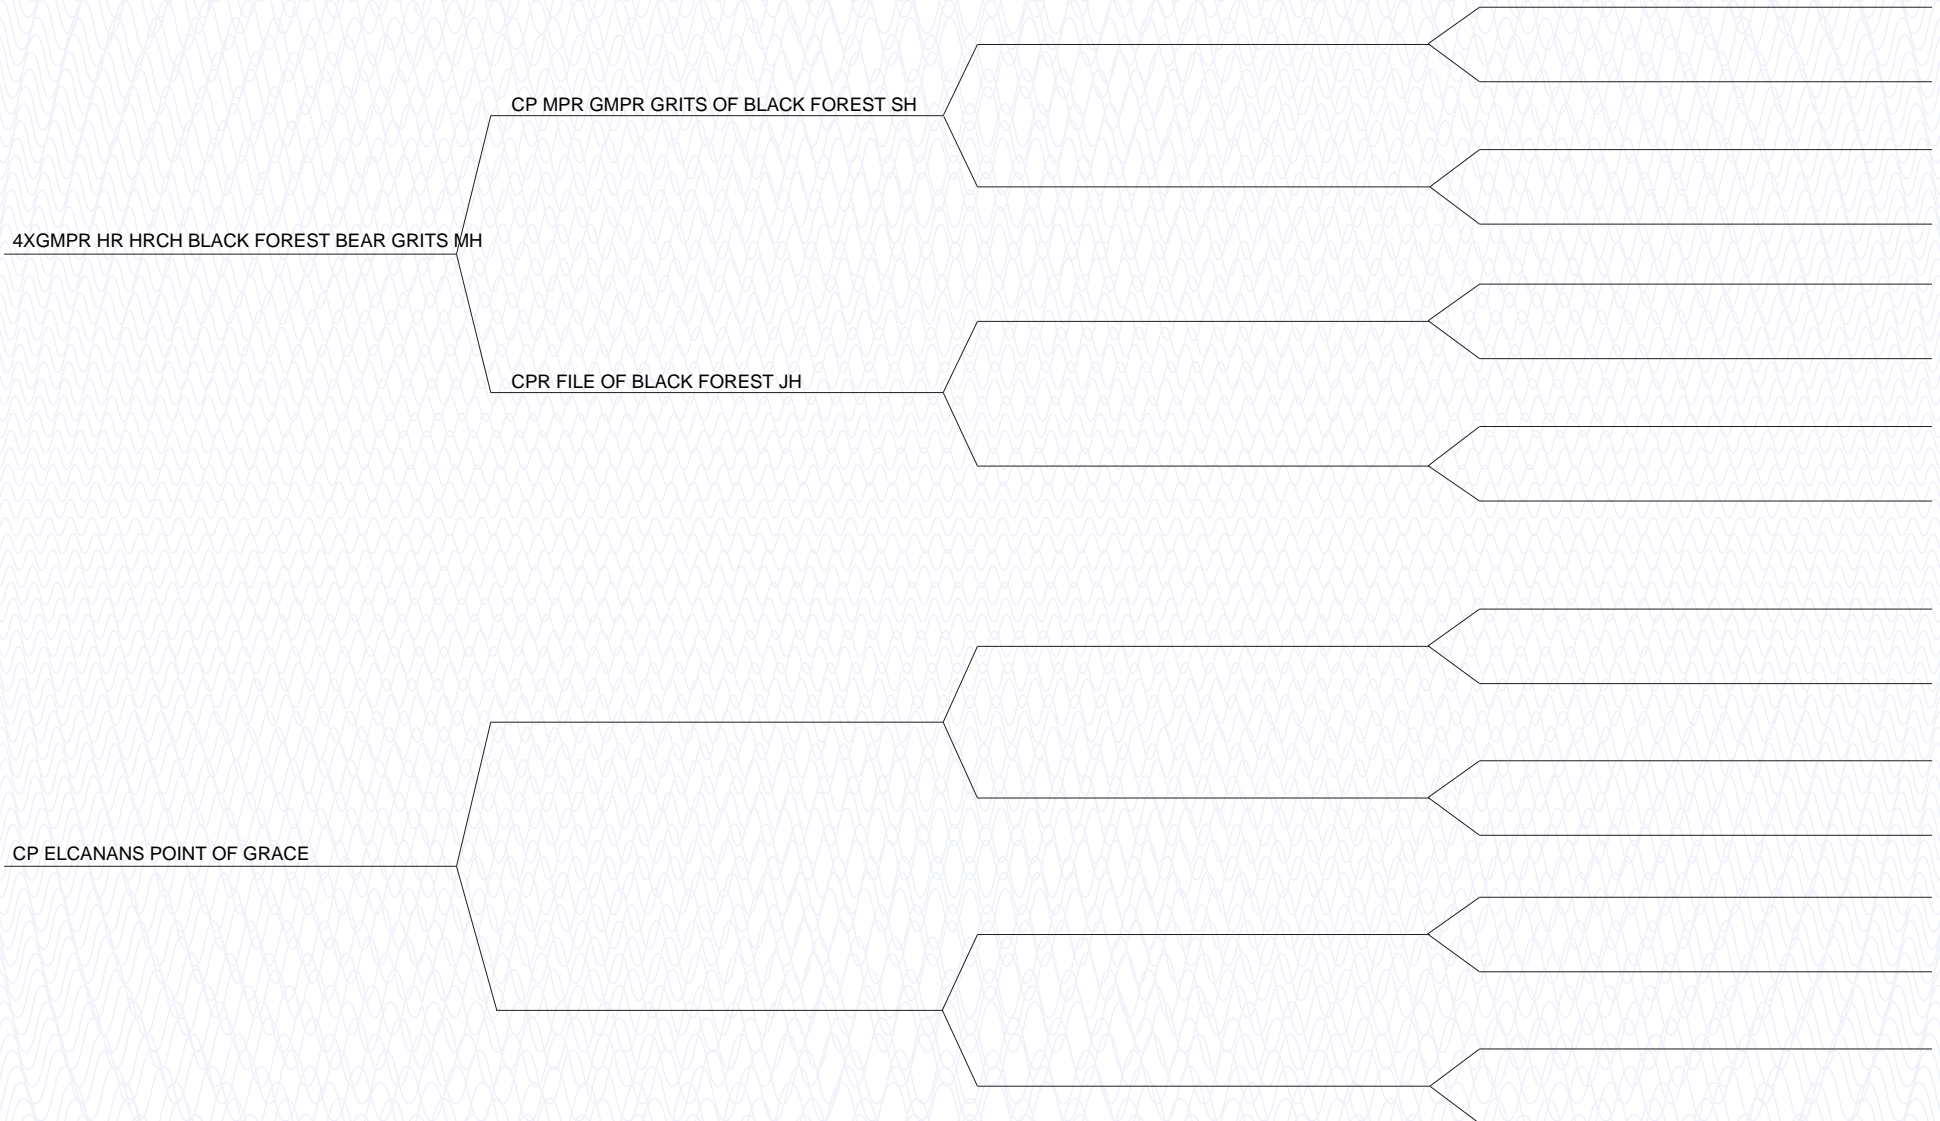 CP MPR GMPR GRITS OF BLACK FOREST SH
4XGMPR HR HRCH BLACK FOREST BEAR GRITS MH
CPR FILE OF BLACK FOREST JH
CP ELCANANS POINT OF GRACE